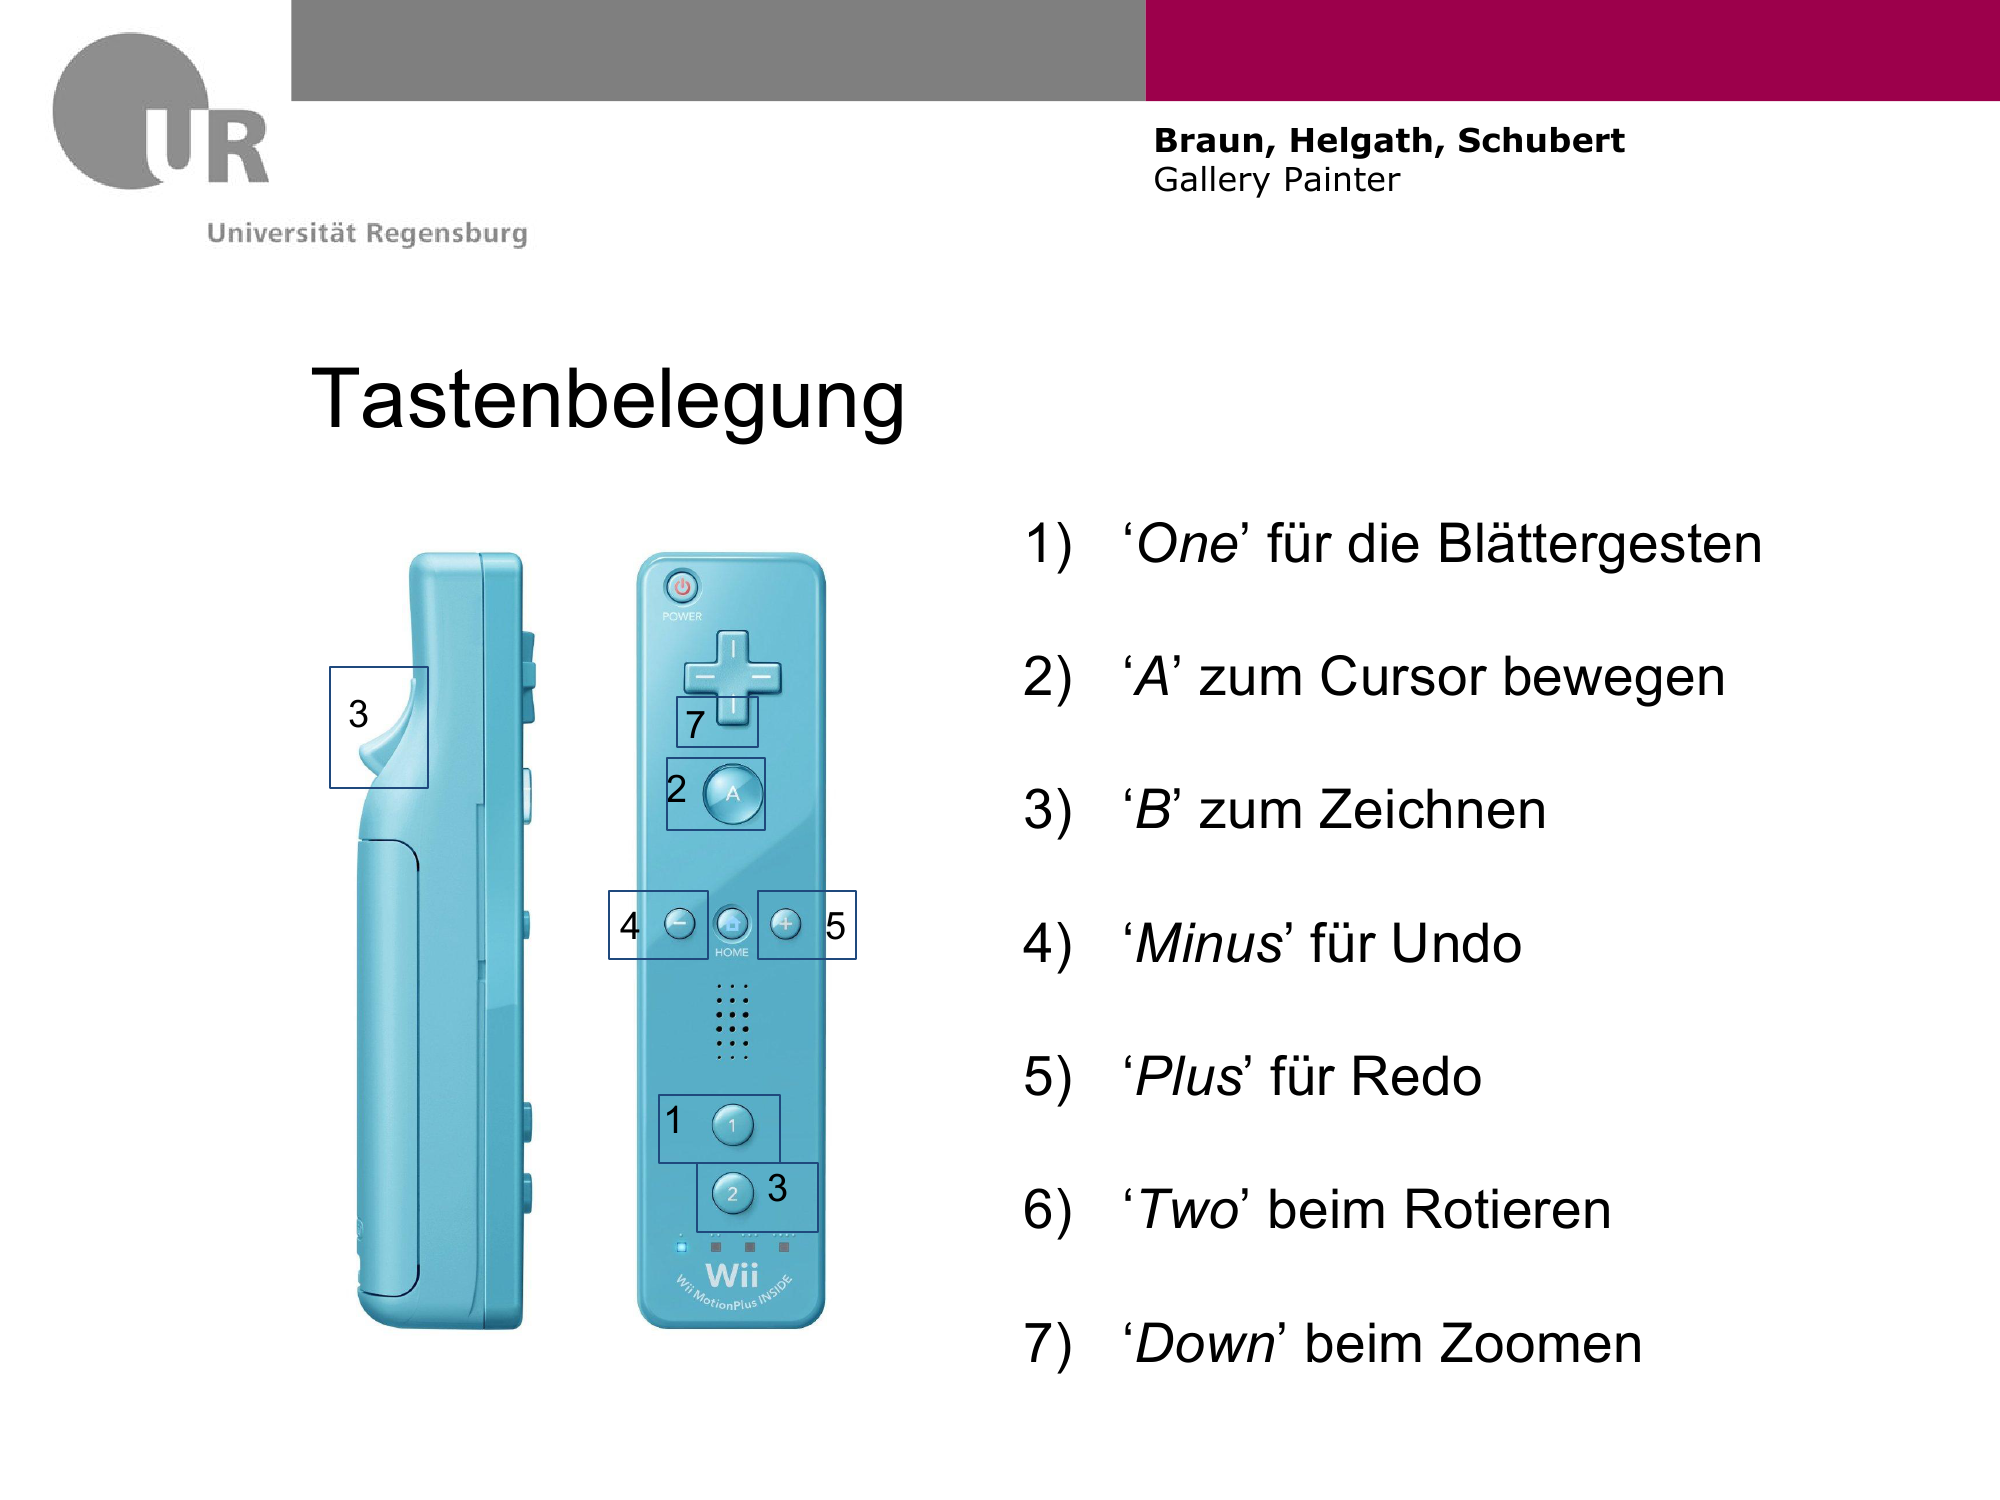 UR
Universität Regensburg
Braun, Helgath, Schubert
Gallery Painter
Tastenbelegung
1) ‘One’ für die Blättergesten
2) ‘A’ zum Cursor bewegen
3) ‘B’ zum Zeichnen
4) ‘Minus’ für Undo
5) ‘Plus’ für Redo
6) ‘Two’ beim Rotieren
7) ‘Down’ beim Zoomen
3
POWER
7
2 A
4 - + 5
HOME
1 1
2 3
Wii
Wii MotionPlus INSIDE